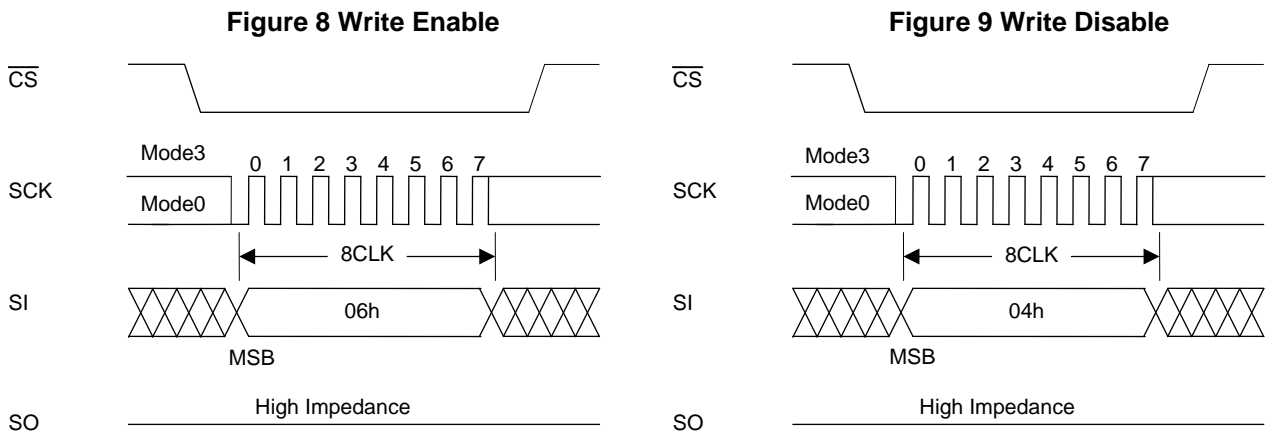 Figure 8 Write Enable
CS
Mode3
0 1 2 3 4 5 6 7
SCK
Mode0
8CLK
SI
06h
MSB
High Impedance
SO
Figure 9 Write Disable
CS
Mode3
0 1 2 3 4 5 6 7
SCK
Mode0
8CLK
SI
04h
MSB
High Impedance
SO